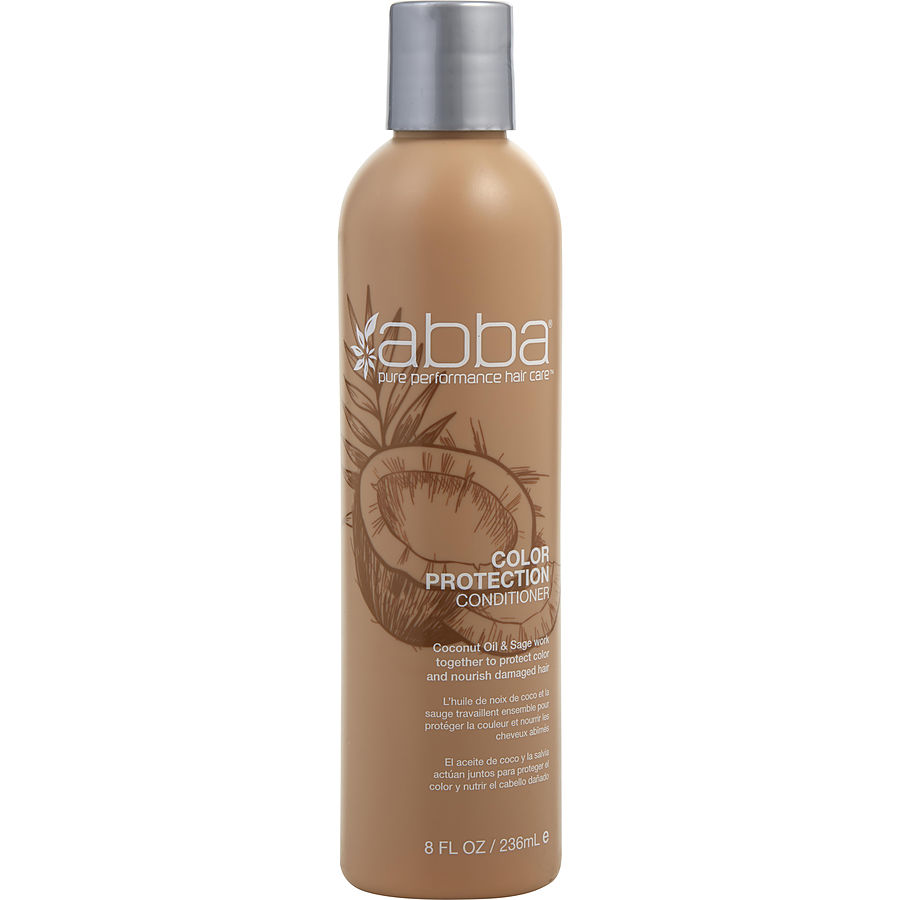 abba®
pure performance hair care™
COLOR
PROTECTION
CONDITIONER
Coconut Oil & Sage work
together to protect color
and nourish damaged hair
L'huile de noix de coco et la
sauge travaillent ensemble pour
protéger la couleur et nourrir les
cheveux abîmés
El aceite de coco y la salvia
actúan juntos para proteger el
color y nutrir el cabello dañado
8 FL OZ / 236mL ℮